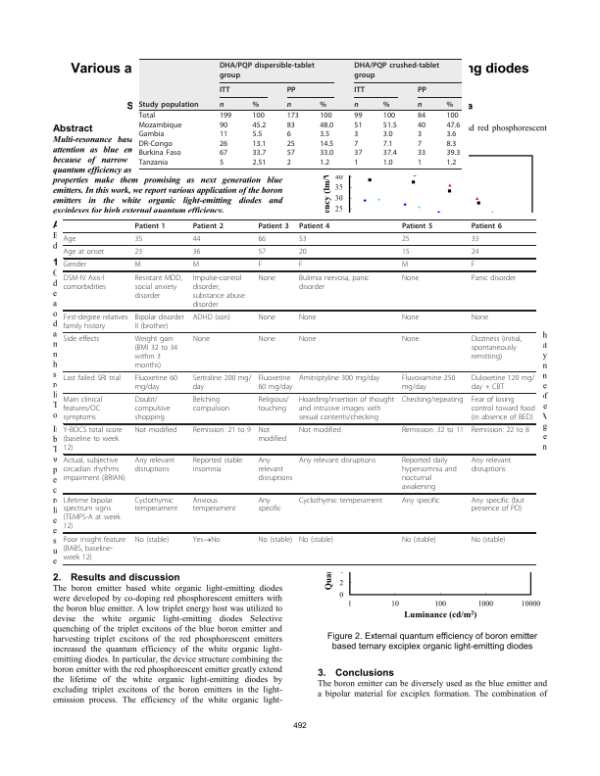 Various a
ng diodes
DHA/PQP dispersible-tablet group
DHA/PQP crushed-tablet group
ITT PP ITT PP
Study population n % n % n % n %
Total 199 100 173 100 99 100 84 100
Mozambique 90 45.2 83 48.0 51 51.5 40 47.6
Gambia 11 5.5 6 3.5 3 3.0 3 3.6
DR-Congo 26 13.1 25 14.5 7 7.1 7 8.3
Burkina Faso 67 33.7 57 33.0 37 37.4 33 39.3
Tanzania 5 2.51 2 1.2 1 1.0 1 1.2
S
a
Abstract
Multi-resonance base
attention as blue em
because of narrow
quantum efficiency as
properties make them promising as next generation blue
emitters. In this work, we report various application of the boron
emitters in the white organic light-emitting diodes and
exciplexes for high external quantum efficiency.
d red phosphorescent
40
35
30
25
Patient 1 Patient 2 Patient 3 Patient 4 Patient 5 Patient 6
Age 35 44 66 53 25 33
Age at onset 23 36 57 20 15 24
Gender M M F F M F
DSM-IV Axis-I comorbidities Resistant MDD, social anxiety disorder Impulse-control disorder, substance abuse disorder None Bulimia nervosa, panic disorder None Panic disorder
First-degree relatives family history Bipolar disorder II (brother) ADHD (son) None None None None
Side effects Weight gain (BMI 32 to 34 within 3 months) None None None None Dizziness (initial, spontaneously remitting)
Last failed SRI trial Fluoxetine 60 mg/day Sertraline 200 mg/day Fluoxetine 60 mg/day Amitriptyline 300 mg/day Fluvoxamine 250 mg/day Duloxetine 120 mg/day + CBT
Main clinical features/OC symptoms Doubt/compulsive shopping Belching compulsion Religious/touching Hoarding/insertion of thought and intrusive images with sexual contents/checking Checking/repeating Fear of losing control toward food (in absence of BED)
Y-BOCS total score (baseline to week 12) Not modified Remission: 21 to 9 Not modified Not modified Remission: 32 to 11 Remission: 22 to 8
Actual, subjective circadian rhythms impairment (BRIAN) Any relevant disruptions Reported stable insomnia Any relevant disruptions Any relevant disruptions Reported daily hypersomnia and nocturnal awakening Any relevant disruptions
Lifetime bipolar spectrum signs (TEMPS-A at week 12) Cyclothymic temperament Anxious temperament Any specific Cyclothymic temperament Any specific Any specific (but presence of PD)
Poor insight feature (BABS, baseline-week 12) No (stable) Yes→No No (stable) No (stable) No (stable) No (stable)
2. Results and discussion
The boron emitter based white organic light-emitting diodes
were developed by co-doping red phosphorescent emitters with
the boron blue emitter. A low triplet energy host was utilized to
devise the white organic light-emitting diodes Selective
quenching of the triplet excitons of the blue boron emitter and
harvesting triplet excitons of the red phosphorescent emitters
increased the quantum efficiency of the white organic light-
emitting diodes. In particular, the device structure combining the
boron emitter with the red phosphorescent emitter greatly extend
the lifetime of the white organic light-emitting diodes by
excluding triplet excitons of the boron emitters in the light-
emission process. The efficiency of the white organic light-
2
0
1 10 100 1000 10000
Luminance (cd/m²)
Figure 2. External quantum efficiency of boron emitter
based ternary exciplex organic light-emitting diodes
3. Conclusions
The boron emitter can be diversely used as the blue emitter and
a bipolar material for exciplex formation. The combination of
492